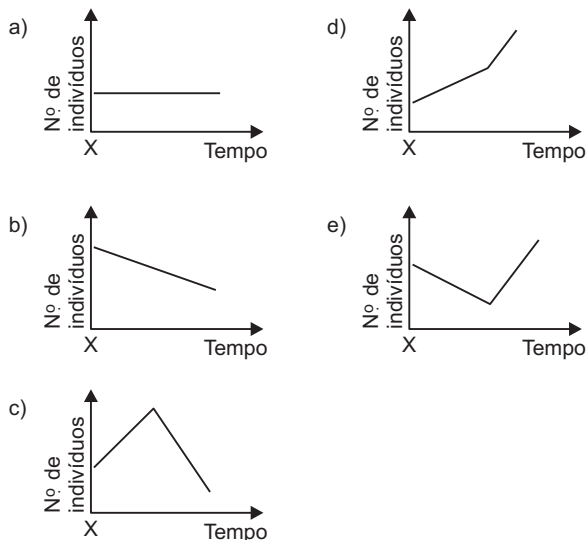 a)
Nº de
indivíduos
X
Tempo
b)
Nº de
indivíduos
X
Tempo
c)
Nº de
indivíduos
X
Tempo
d)
Nº de
indivíduos
X
Tempo
e)
Nº de
indivíduos
X
Tempo